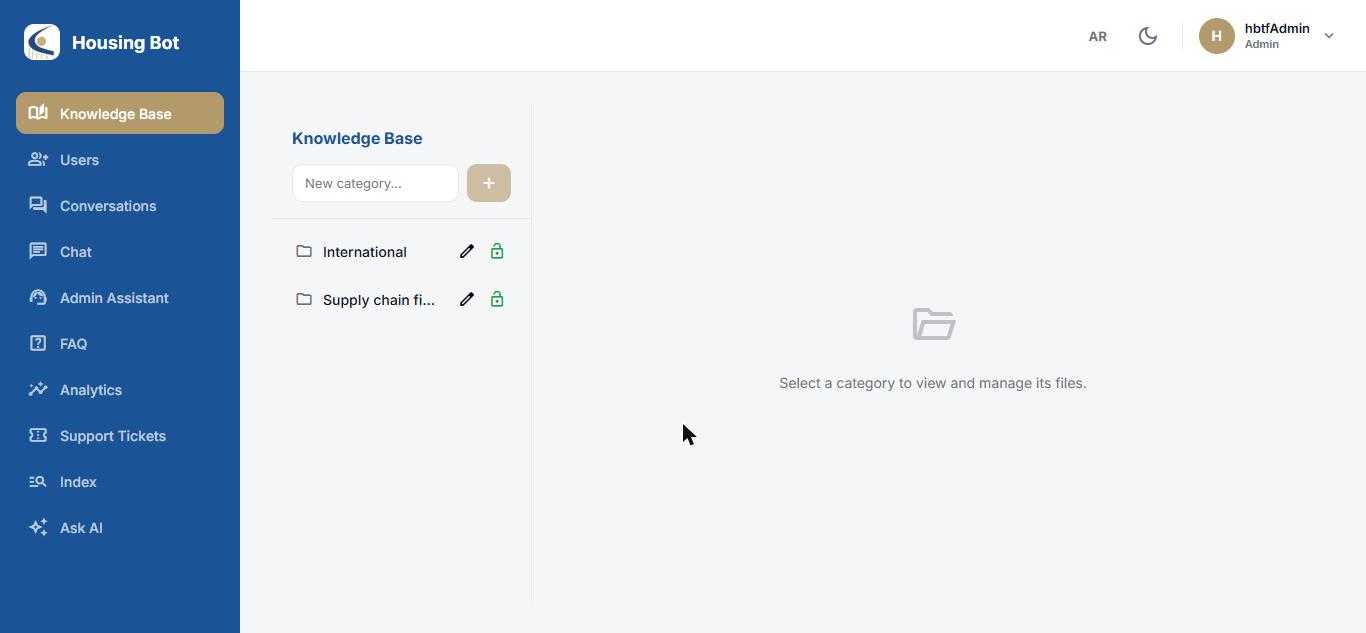 Housing Bot
AR
H
hbtfAdmin
Admin
Knowledge Base
Users
Conversations
Chat
Admin Assistant
FAQ
Analytics
Support Tickets
Index
Ask AI
Knowledge Base
New category...
+
International
Supply chain fi...
Select a category to view and manage its files.